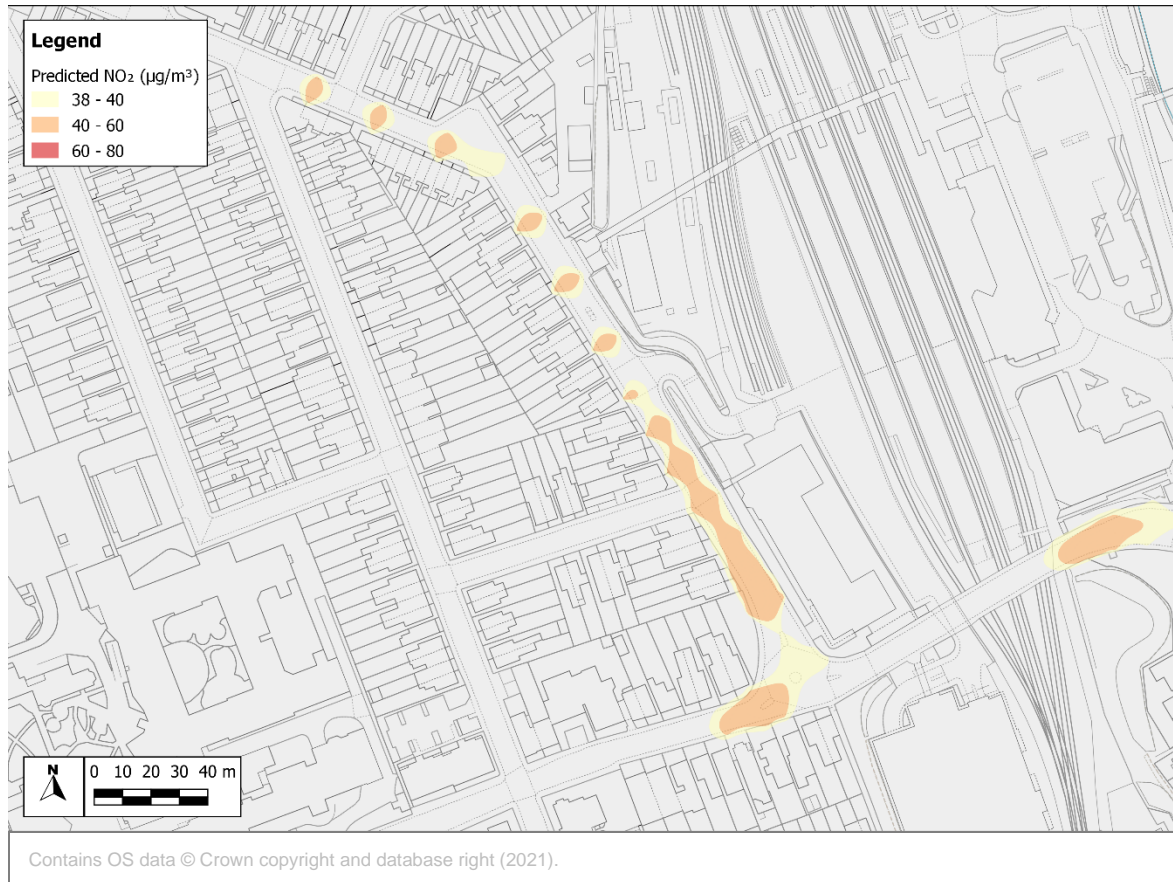 Legend
Predicted NO₂ (µg/m³)
38 - 40
40 - 60
60 - 80
N
0 10 20 30 40 m
Contains OS data © Crown copyright and database right (2021).